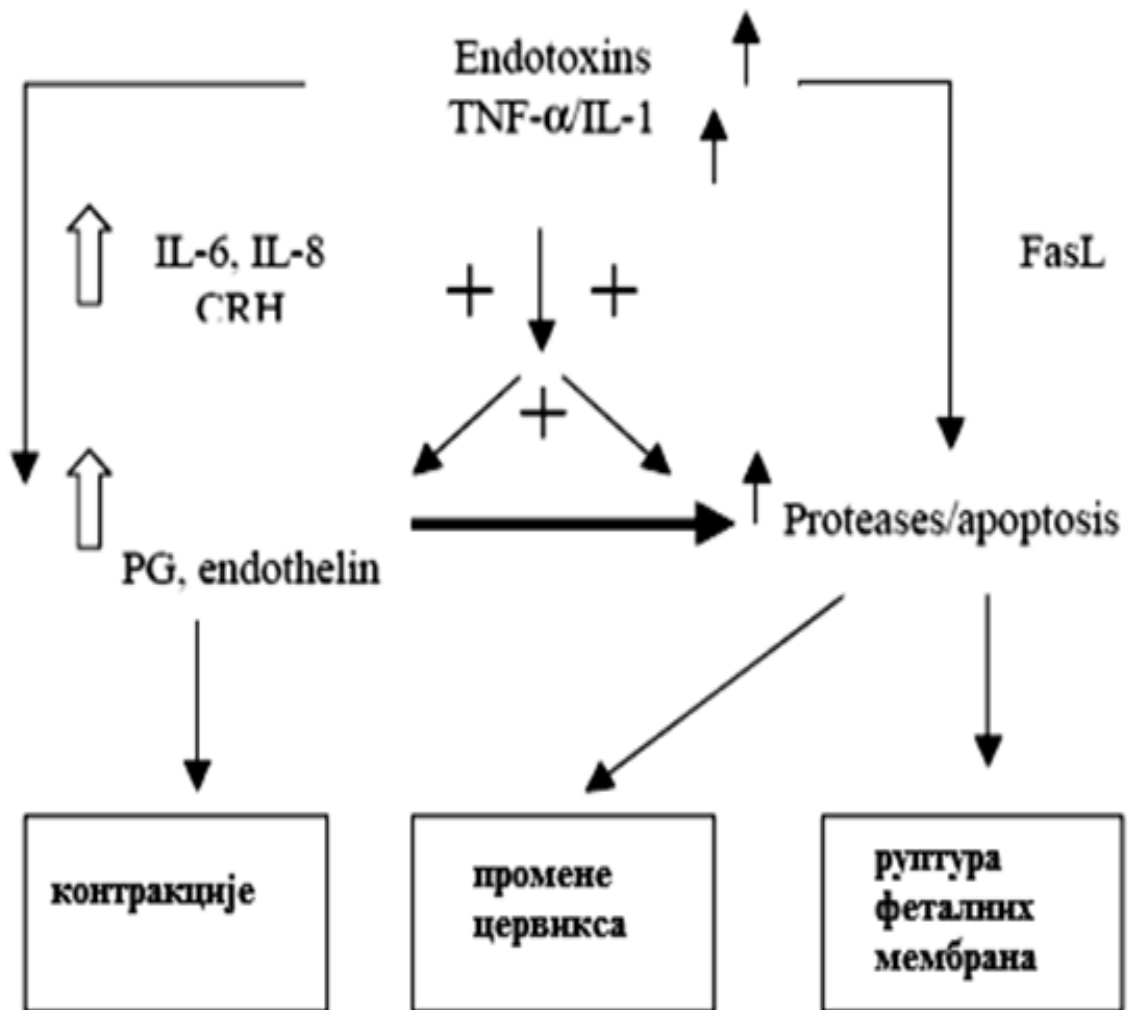 Endotoxins
TNF-α/IL-1
IL-6, IL-8
CRH
FasL
+ +
+
Proteases/apoptosis
PG, endothelin
контракције
промене
цервикса
руптура
феталних
мембрана